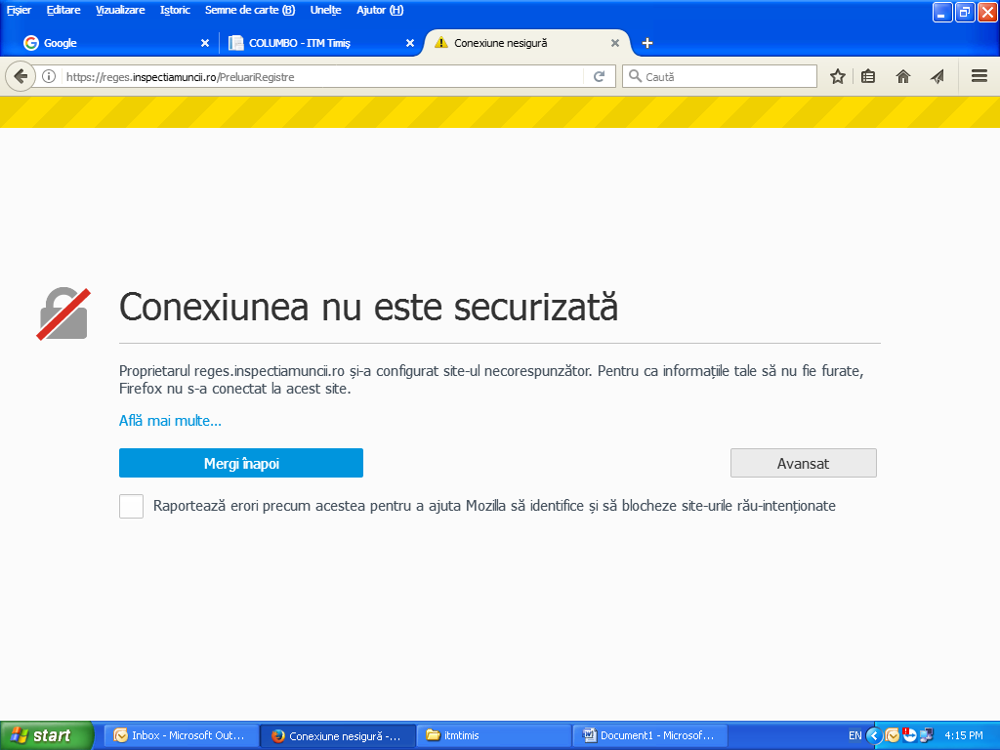 Fișier Editare Vizualizare Istoric Semne de carte (B) Unelte Ajutor (H)
Google
COLUMBO - ITM Timiș
Conexiune nesigură
https://reges.inspectiamuncii.ro/PreluariRegistre
Caută
Conexiunea nu este securizată
Proprietarul reges.inspectiamuncii.ro și-a configurat site-ul necorespunzător. Pentru ca informațiile tale să nu fie furate,
Firefox nu s-a conectat la acest site.
Află mai multe...
Mergi înapoi
Avansat
Raportează erori precum acestea pentru a ajuta Mozilla să identifice și să blocheze site-urile rău-intenționate
start
Inbox - Microsoft Out...
Conexiune nesigură -...
itmtimis
Document1 - Microsof...
EN
4:15 PM